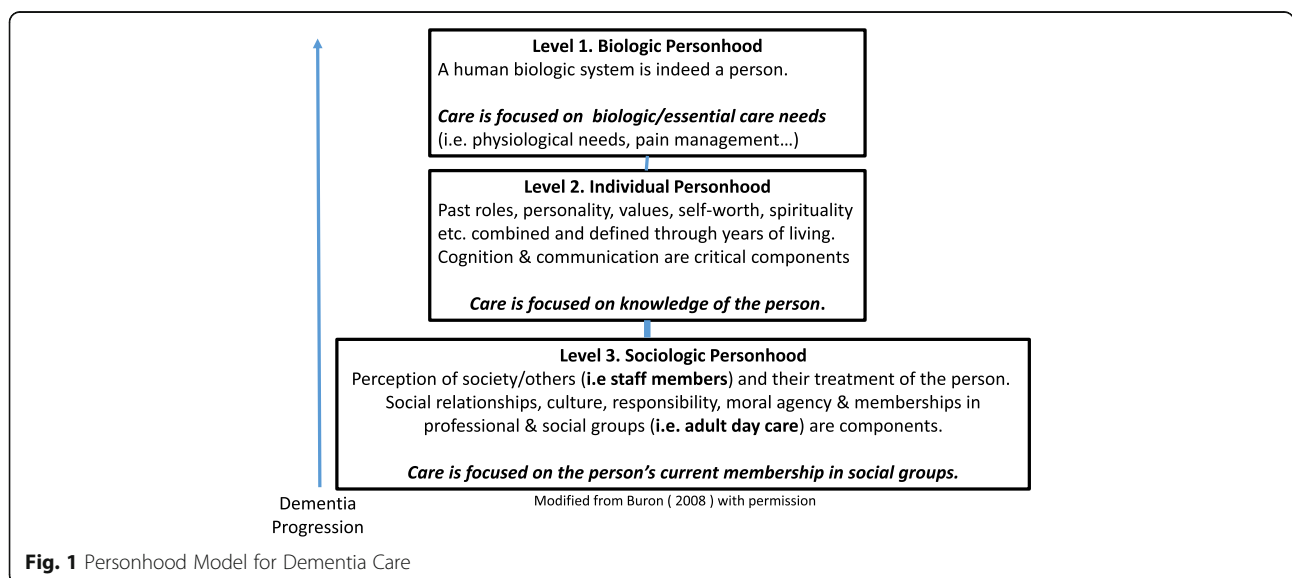 Level 1. Biologic Personhood
A human biologic system is indeed a person.
Care is focused on biologic/essential care needs
(i.e. physiological needs, pain management...)
Level 2. Individual Personhood
Past roles, personality, values, self-worth, spirituality
etc. combined and defined through years of living.
Cognition & communication are critical components
Care is focused on knowledge of the person.
Level 3. Sociologic Personhood
Perception of society/others (i.e staff members) and their treatment of the person.
Social relationships, culture, responsibility, moral agency & memberships in
professional & social groups (i.e. adult day care) are components.
Care is focused on the person's current membership in social groups.
Dementia
Progression
Modified from Buron ( 2008 ) with permission
Fig. 1 Personhood Model for Dementia Care